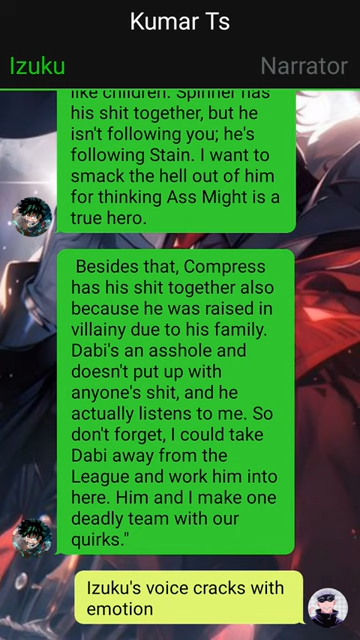 Kumar Ts
Izuku
Narrator
like children. Spinner has
his shit together, but he
isn't following you; he's
following Stain. I want to
smack the hell out of him
for thinking Ass Might is a
true hero.
Besides that, Compress
has his shit together also
because he was raised in
villainy due to his family.
Dabi's an asshole and
doesn't put up with
anyone's shit, and he
actually listens to me. So
don't forget, I could take
Dabi away from the
League and work him into
here. Him and I make one
deadly team with our
quirks."
Izuku's voice cracks with
emotion